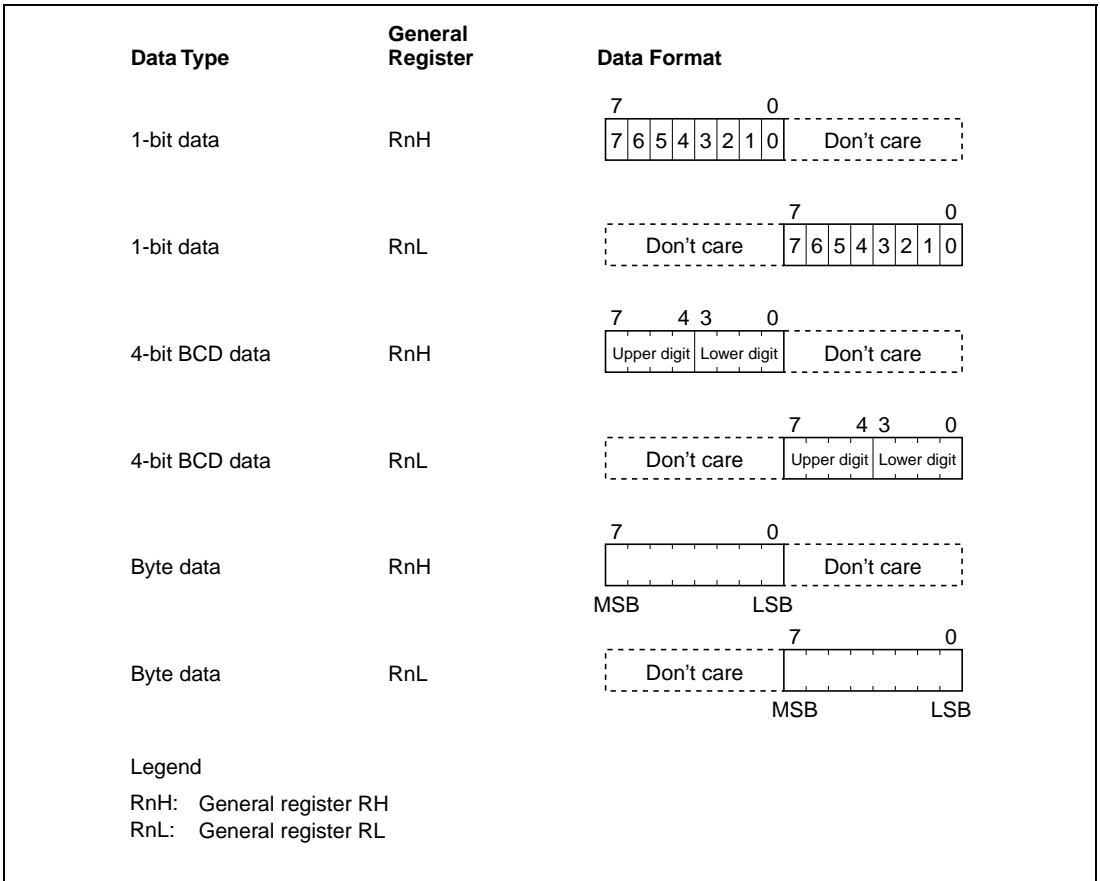 Data Type General Register Data Format
1-bit data RnH
7 0
7 6 5 4 3 2 1 0 Don't care
1-bit data RnL
7 0
Don't care 7 6 5 4 3 2 1 0
4-bit BCD data RnH
7 4 3 0
Upper digit Lower digit Don't care
4-bit BCD data RnL
7 4 3 0
Don't care Upper digit Lower digit
Byte data RnH
7 0
Don't care
MSB LSB
Byte data RnL
7 0
Don't care
MSB LSB
Legend
RnH: General register RH
RnL: General register RL